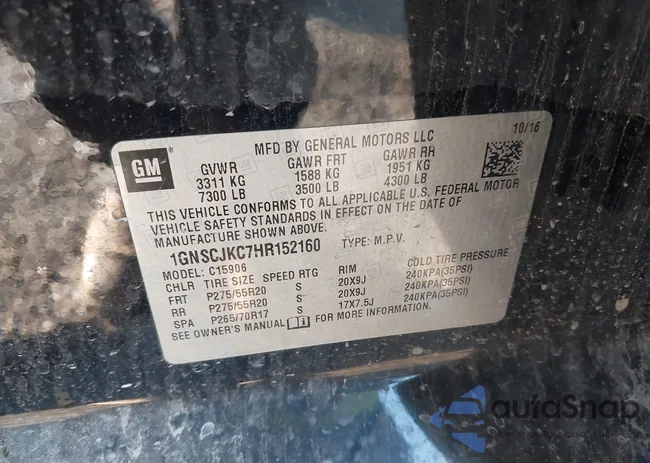 MFD BY GENERAL MOTORS LLC 10/16
GM
GVWR GAWR FRT GAWR RR
3311 KG 1588 KG 1951 KG
7300 LB 3500 LB 4300 LB
THIS VEHICLE CONFORMS TO ALL APPLICABLE U.S. FEDERAL MOTOR
VEHICLE SAFETY STANDARDS IN EFFECT ON THE DATE OF
MANUFACTURE SHOWN ABOVE.
1GNSCJKC7HR152160 TYPE: M.P.V.
MODEL: C15906
CHLR TIRE SIZE SPEED RTG RIM COLD TIRE PRESSURE
FRT P275/55R20 S 20X9J 240KPA(35PSI)
RR P275/55R20 S 20X9J 240KPA(35PSI)
SPA P265/70R17 S 17X7.5J 240KPA(35PSI)
SEE OWNER'S MANUAL FOR MORE INFORMATION.
autoSnap